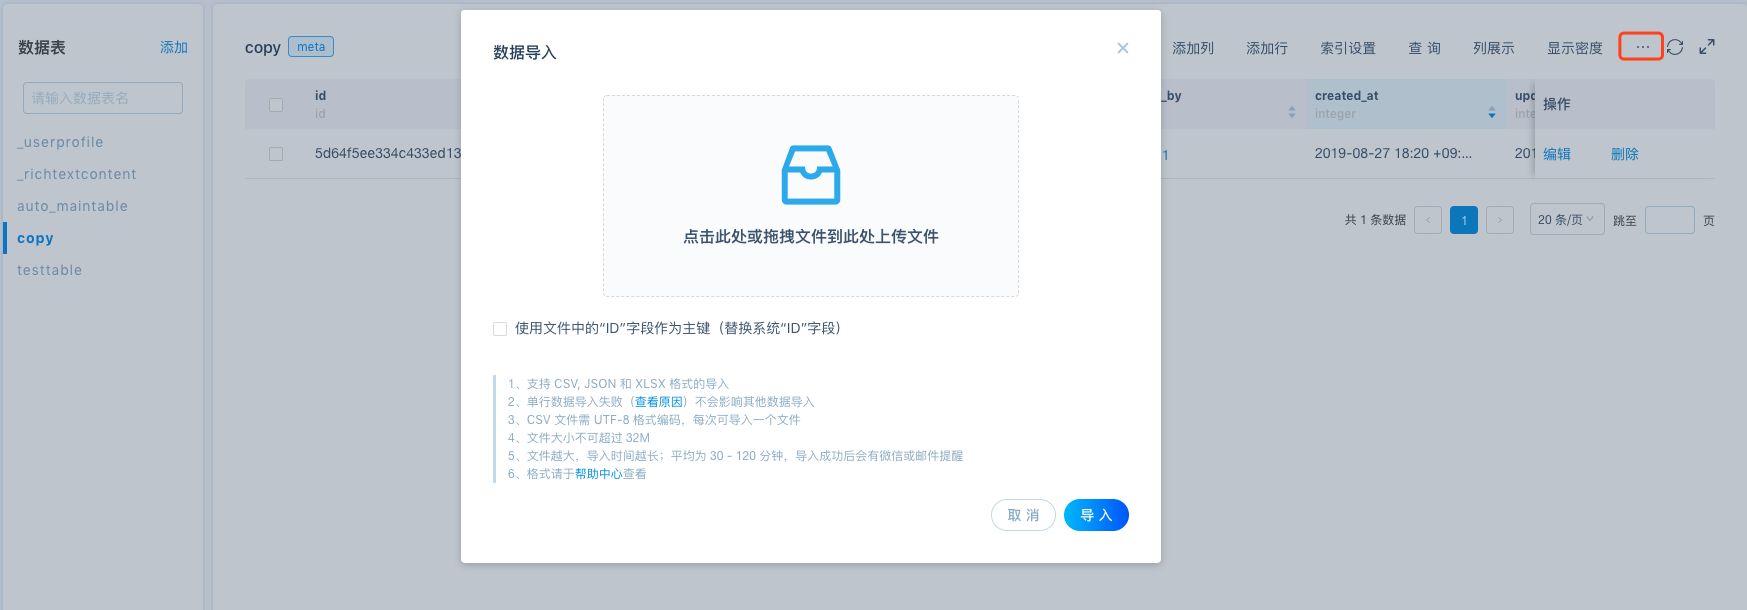 数据表
添加
请输入数据表名
_userprofile
_richtextcontent
auto_maintable
copy
testtable
copy
meta
添加列
添加行
索引设置
查 询
列展示
显示密度
...
id
id
_by
created_at
integer
upd
inte
操作
5d64f5ee334c433ed13
1
2019-08-27 18:20 +09:...
201
编辑
删除
共 1 条数据
<
1
>
20 条/页
跳至
页
数据导入
点击此处或拖拽文件到此处上传文件
使用文件中的“ID”字段作为主键（替换系统“ID”字段）
1、支持 CSV, JSON 和 XLSX 格式的导入
2、单行数据导入失败（查看原因）不会影响其他数据导入
3、CSV 文件需 UTF-8 格式编码，每次可导入一个文件
4、文件大小不可超过 32M
5、文件越大，导入时间越长；平均为 30 - 120 分钟，导入成功后会有微信或邮件提醒
6、格式请于帮助中心查看
取 消
导 入